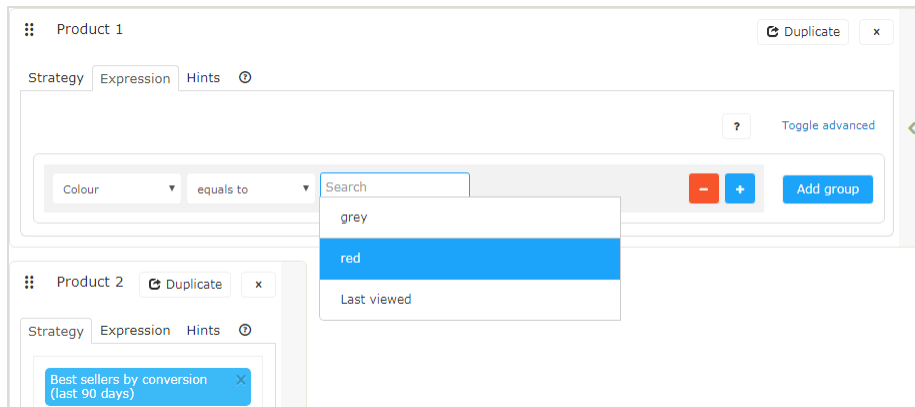 Product 1
Duplicate
x
Strategy Expression Hints ?
? Toggle advanced
Colour equals to Search - + Add group
grey
red
Last viewed
Product 2 Duplicate x
Strategy Expression Hints ?
Best sellers by conversion X
(last 90 days)